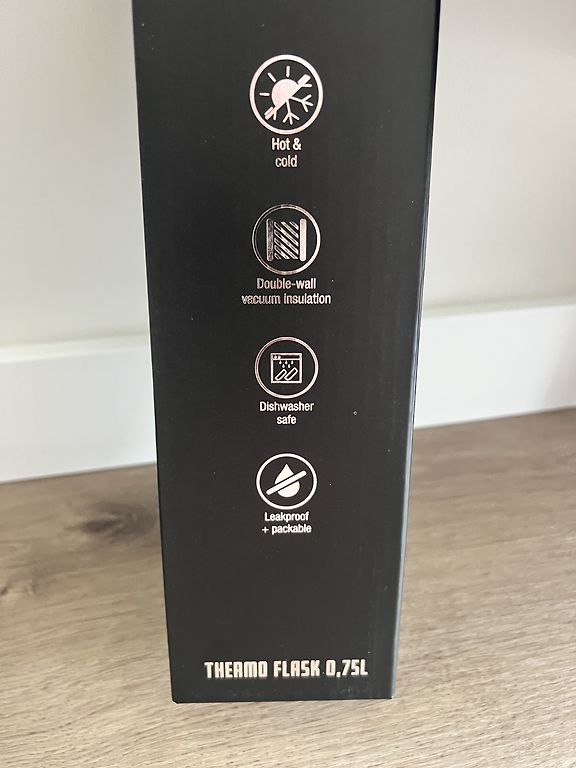 Hot &
cold
Double-wall
vacuum insulation
Dishwasher
safe
Leakproof
+ packable
THERMO FLASK 0,75L